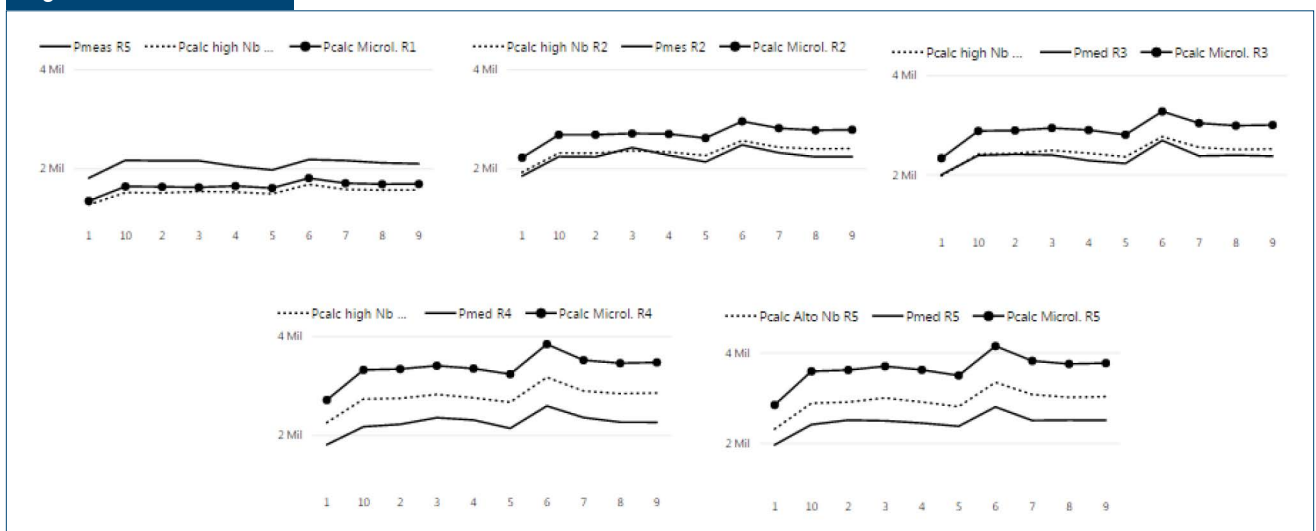 Pmeas R5 Pcalc high Nb ... Pcalc Microl. R1
4 Mil
2 Mil
1 10 2 3 4 5 6 7 8 9
Pcalc high Nb R2 Pmes R2 Pcalc Microl. R2
4 Mil
2 Mil
1 10 2 3 4 5 6 7 8 9
Pcalc high Nb ... Pmed R3 Pcalc Microl. R3
4 Mil
2 Mil
1 10 2 3 4 5 6 7 8 9
Pcalc high Nb ... Pmed R4 Pcalc Microl. R4
4 Mil
2 Mil
1 10 2 3 4 5 6 7 8 9
Pcalc Alto Nb R5 Pmed R5 Pcalc Microl. R5
4 Mil
2 Mil
1 10 2 3 4 5 6 7 8 9